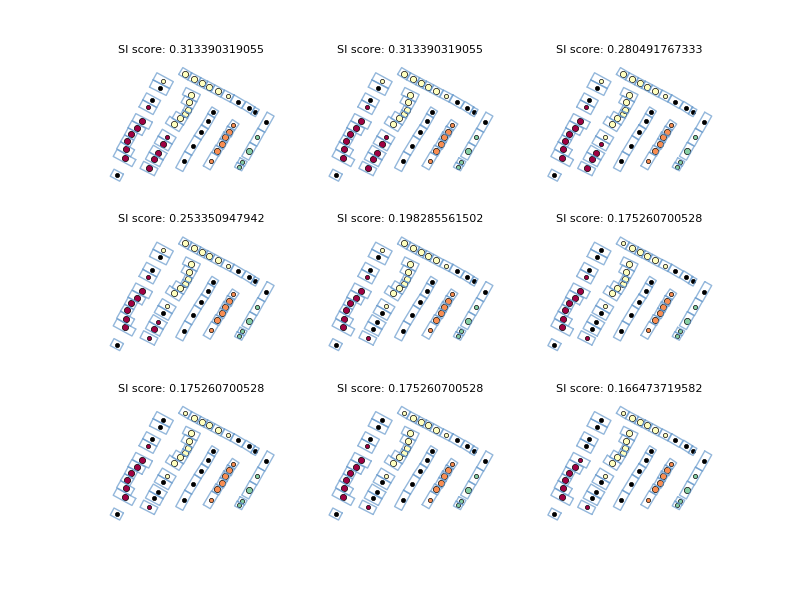 SI score: 0.313390319055
SI score: 0.313390319055
SI score: 0.280491767333
SI score: 0.253350947942
SI score: 0.198285561502
SI score: 0.175260700528
SI score: 0.175260700528
SI score: 0.175260700528
SI score: 0.166473719582